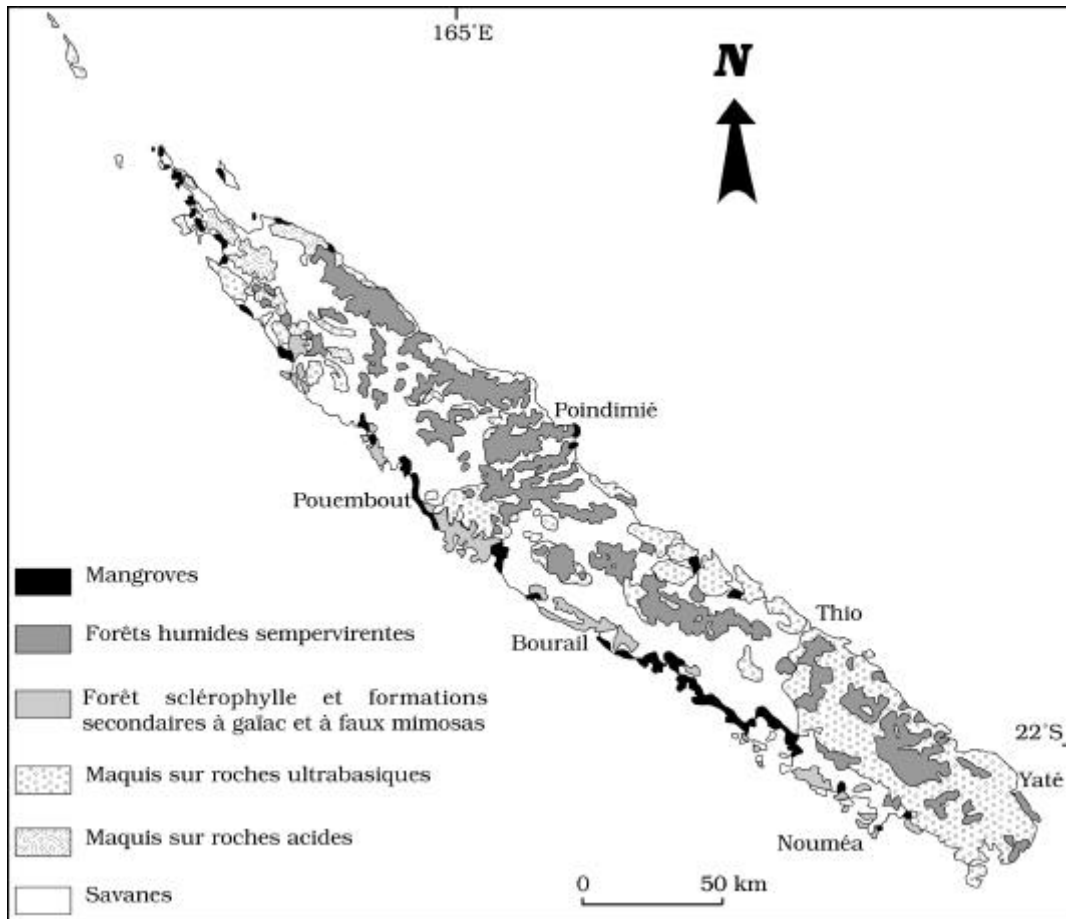 165°E
N
Poindimié
Pouembout
Mangroves
Thio
Forêts humides sempervirentes
Bourail
Forêt sclérophylle et formations
secondaires à gaïac et à faux mimosas
22°S
Maquis sur roches ultrabasiques
Yaté
Maquis sur roches acides
Nouméa
Savanes
0 50 km